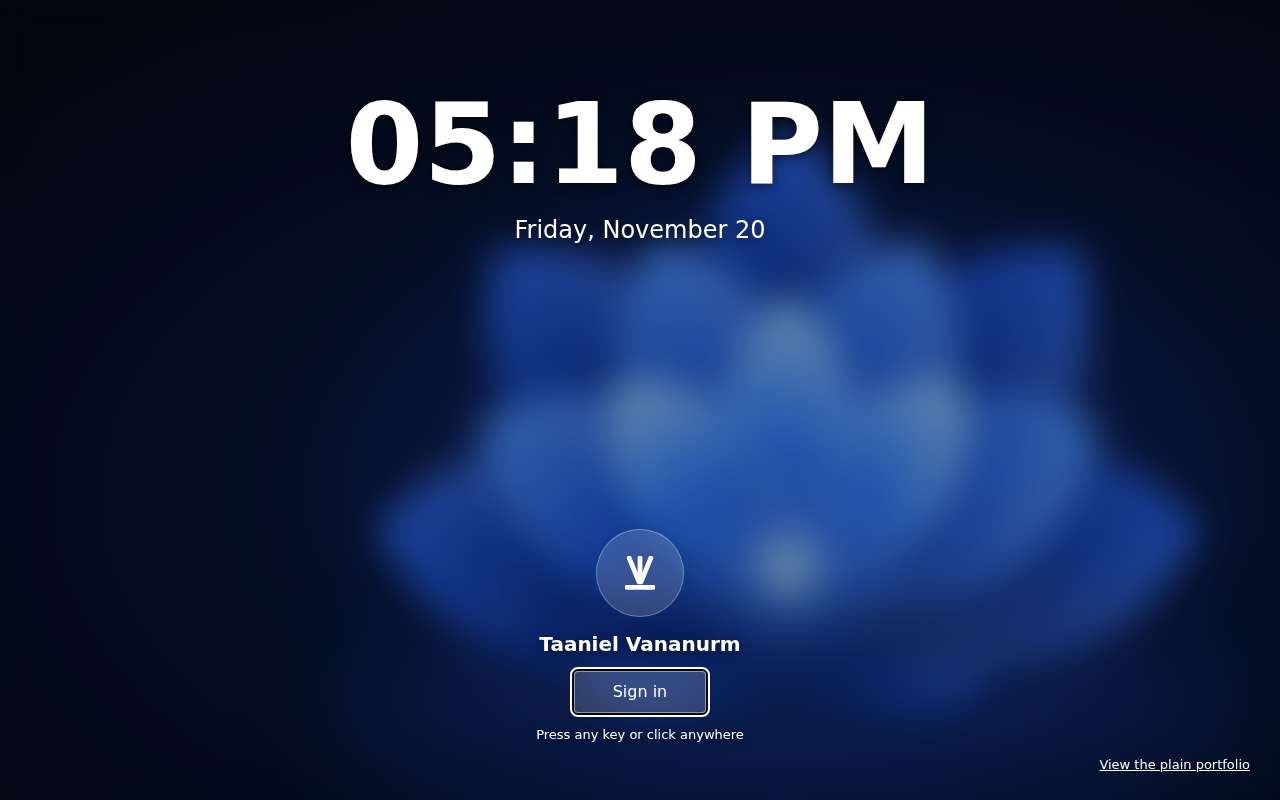 05:18 PM
Friday, November 20
Taaniel Vananurm
Sign in
Press any key or click anywhere
View the plain portfolio